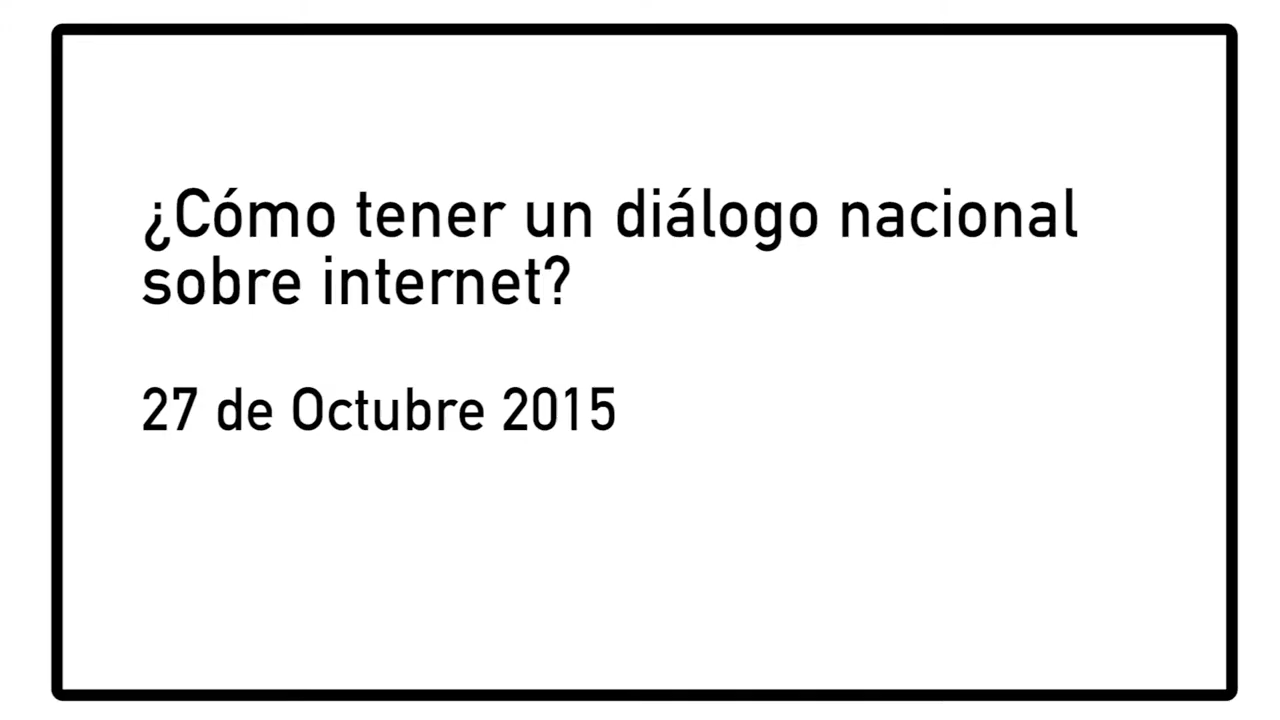 ¿Cómo tener un diálogo nacional
sobre internet?
27 de Octubre 2015